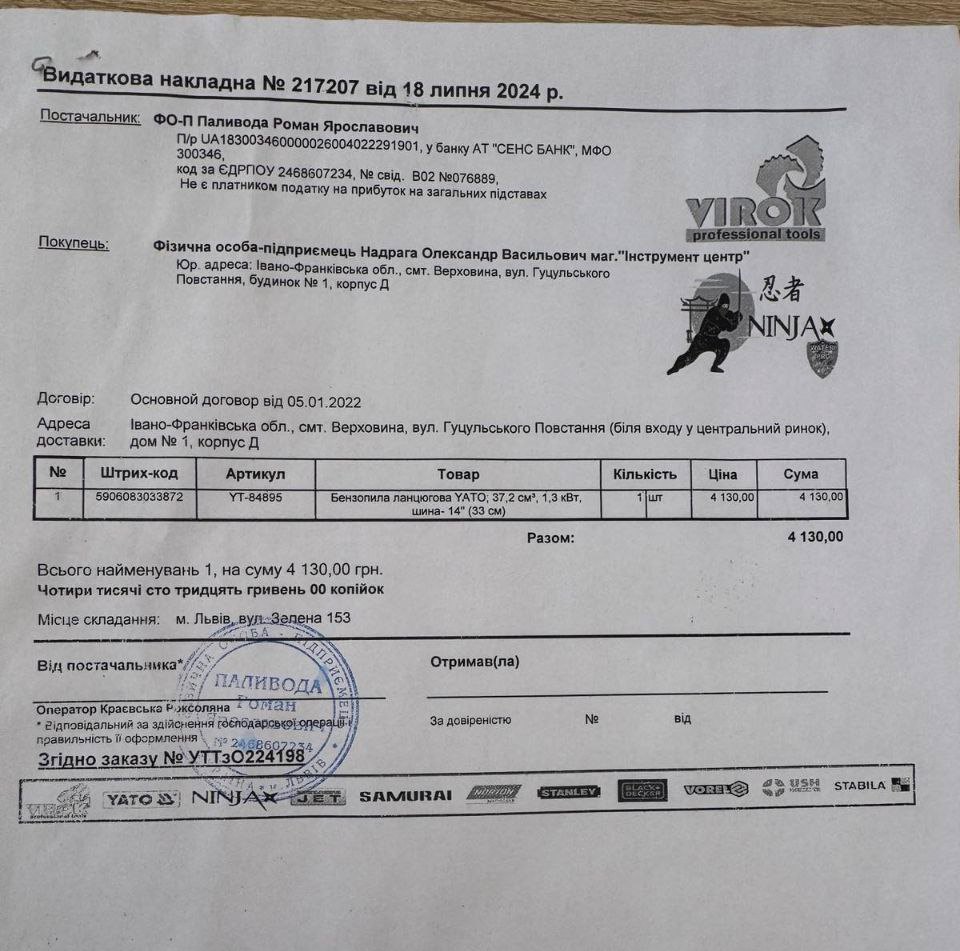 Видаткова накладна № 217207 від 18 липня 2024 р.
Постачальник: ФО-П Паливода Роман Ярославович
П/р UA183003460000026004022291901, у банку АТ "СЕНС БАНК", МФО
300346,
код за ЄДРПОУ 2468607234, № свід. В02 №076889,
Не є платником податку на прибуток на загальних підставах
VIROK
professional tools
Покупець: Фізична особа-підприємець Надрага Олександр Васильович маг."Інструмент центр"
Юр. адреса: Івано-Франківська обл., смт. Верховина, вул. Гуцульського
Повстання, будинок № 1, корпус Д
忍者
NINJA
Договір: Основной договор від 05.01.2022
Адреса доставки: Івано-Франківська обл., смт. Верховина, вул. Гуцульського Повстання (біля входу у центральний ринок),
дом № 1, корпус Д
№ Штрих-код Артикул Товар Кількість Ціна Сума
1 5906083033872 YT-84895 Бензопила ланцюгова YATO; 37,2 см³, 1,3 кВт, 1 шт 4 130,00 4 130,00
шина- 14" (33 см)
Разом: 4 130,00
Всього найменувань 1, на суму 4 130,00 грн.
Чотири тисячі сто тридцять гривень 00 копійок
Місце складання: м. Львів, вул. Зелена 153
Від постачальника* Отримав(ла)
ПАЛИВОДА
Роман
№ 2468607234
Оператор Краєвська Роксоляна
* Відповідальний за здійснення господарської операції і
правильність її оформлення
За довіреністю № від
Згідно заказу № УТТзО224198
VIROK YATO NINJA JET SAMURAI NORTON STANLEY BLACK+DECKER VOREL USH STABILA